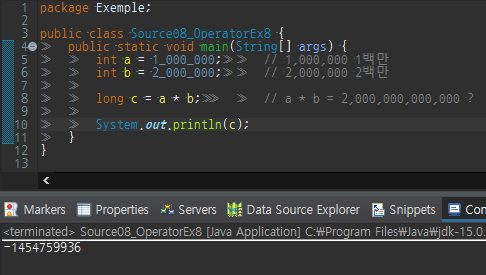 1 package Exemple;
2
3 public class Source08_OperatorEx8 {
4 public static void main(String[] args) {
5 int a = 1_000_000; // 1,000,000 1백만
6 int b = 2_000_000; // 2,000,000 2백만
7
8 long c = a * b; // a * b = 2,000,000,000,000 ?
9
10 System.out.println(c);
11 }
12 }
13
Markers Properties Servers Data Source Explorer Snippets Con
<terminated> Source08_OperatorEx8 [Java Application] C:₩Program Files₩Java₩jdk-15.0.
-1454759936